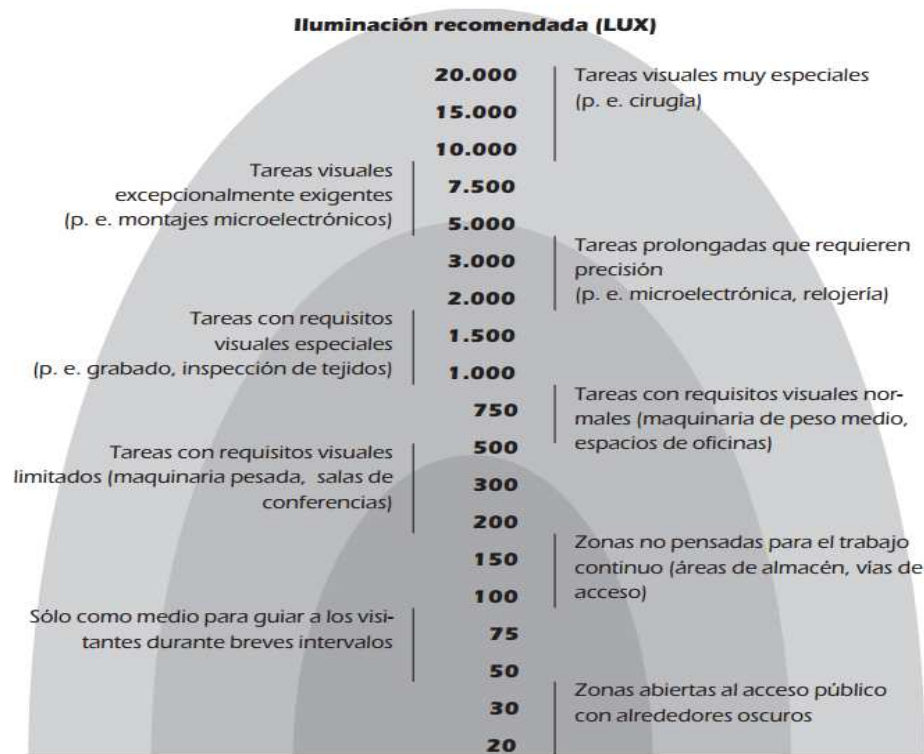 Iluminación recomendada (LUX)
20.000
15.000
10.000
Tareas visuales muy especiales
(p. e. cirugía)
Tareas visuales
excepcionalmente exigentes
(p. e. montajes microelectrónicos)
7.500
5.000
3.000
2.000
Tareas prolongadas que requieren
precisión
(p. e. microelectrónica, relojería)
Tareas con requisitos
visuales especiales
(p. e. grabado, inspección de tejidos)
1.500
1.000
750
500
Tareas con requisitos visuales nor-
males (maquinaria de peso medio,
espacios de oficinas)
Tareas con requisitos visuales
limitados (maquinaria pesada, salas de
conferencias)
300
200
150
100
Zonas no pensadas para el trabajo
continuo (áreas de almacén, vías de
acceso)
Sólo como medio para guiar a los visi-
tantes durante breves intervalos
75
50
30
20
Zonas abiertas al acceso público
con alrededores oscuros